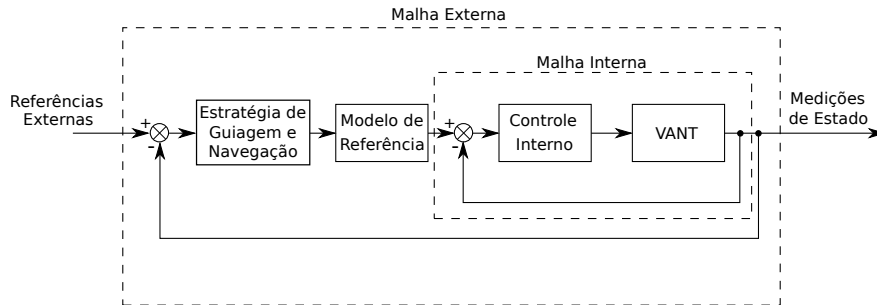 Malha Externa
Malha Interna
Referências
Externas
+
-
Estratégia de
Guiagem e
Navegação
Modelo de
Referência
+
-
Controle
Interno
VANT
Medições
de Estado